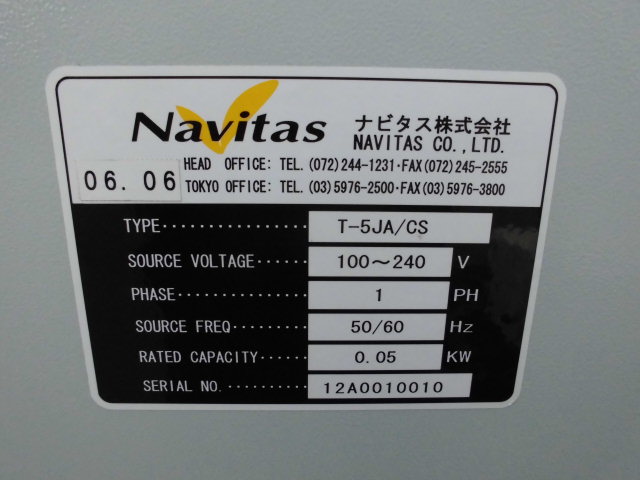 Navitas
ナビタス株式会社
NAVITAS CO.,LTD.
06.06
HEAD OFFICE: TEL.(072)244-1231・FAX(072)245-2555
TOKYO OFFICE: TEL.(03)5976-2500・FAX(03)5976-3800
TYPE················ T-5JA/CS
SOURCE VOLTAGE······ 100〜240 V
PHASE··············· 1 PH
SOURCE FREQ········· 50/60 Hz
RATED CAPACITY······ 0.05 KW
SERIAL NO.·········· 12A0010010